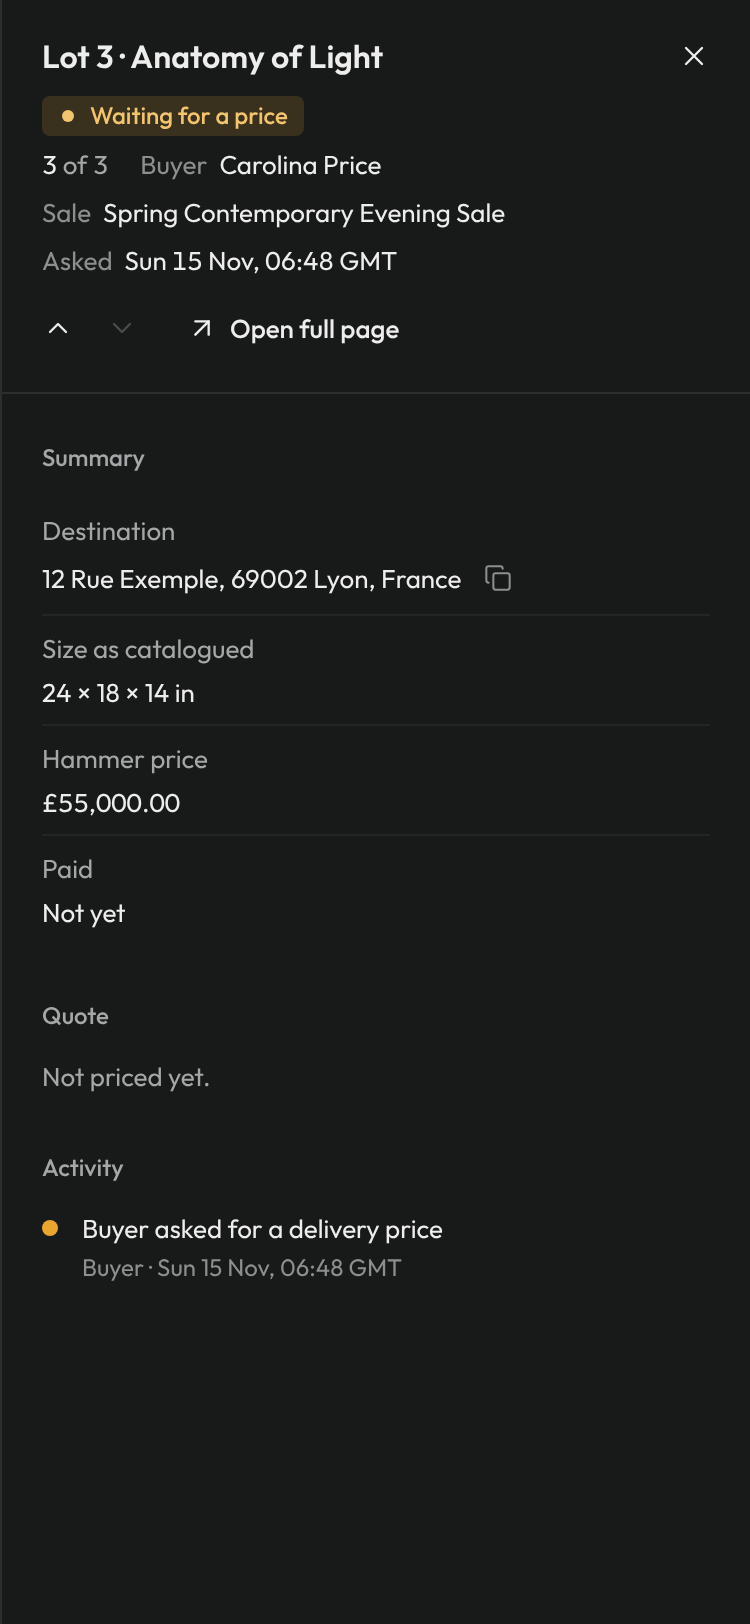 Lot 3 · Anatomy of Light
Waiting for a price
3 of 3 Buyer Carolina Price
Sale Spring Contemporary Evening Sale
Asked Sun 15 Nov, 06:48 GMT
Open full page
Summary
Destination
12 Rue Exemple, 69002 Lyon, France
Size as catalogued
24 × 18 × 14 in
Hammer price
£55,000.00
Paid
Not yet
Quote
Not priced yet.
Activity
Buyer asked for a delivery price
Buyer · Sun 15 Nov, 06:48 GMT